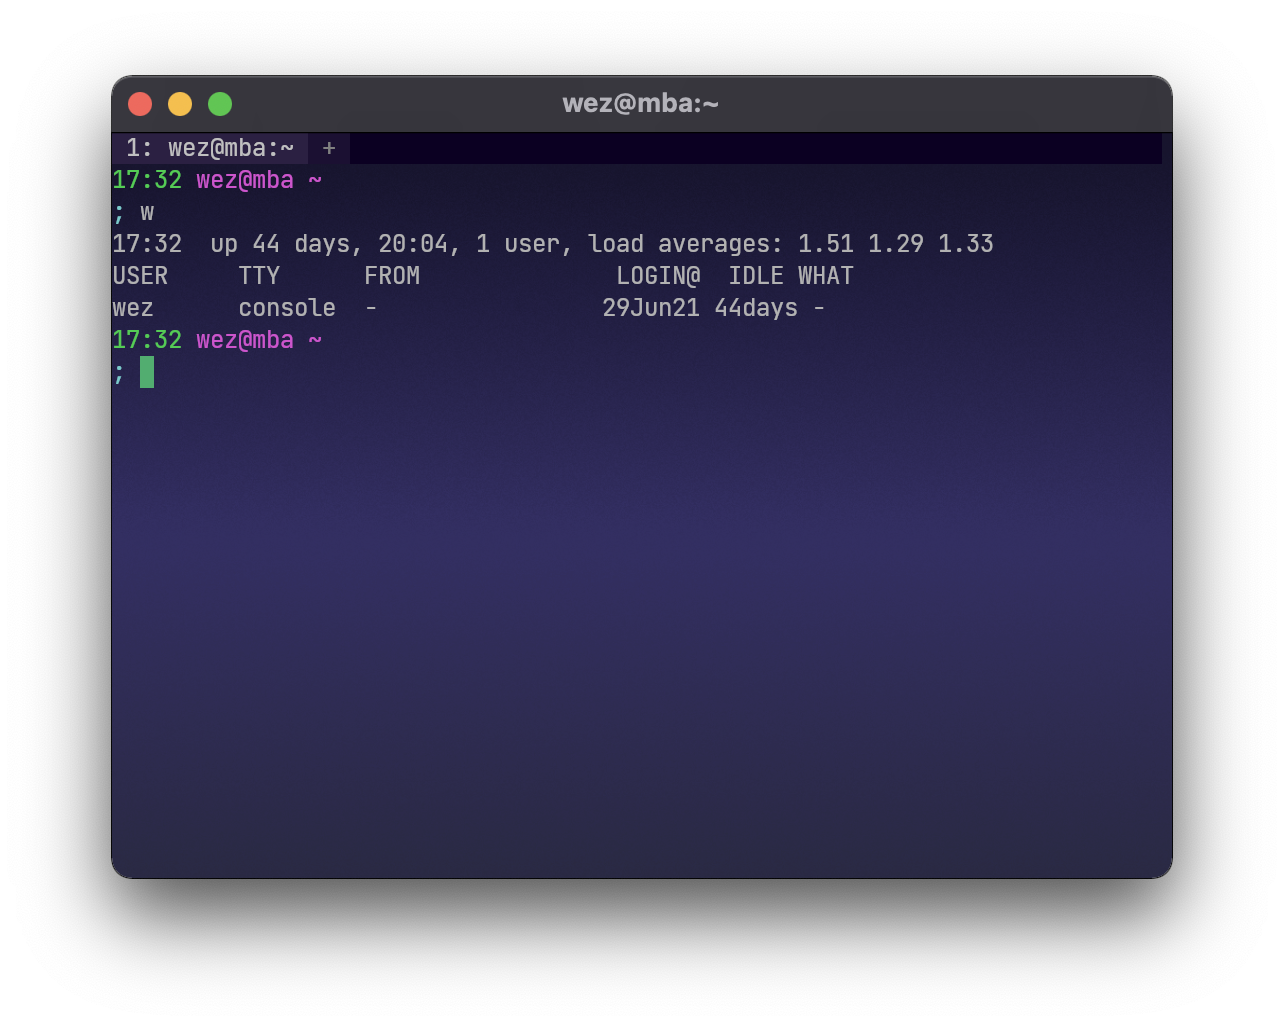 wez@mba:~
1: wez@mba:~ +
17:32 wez@mba ~
; w
17:32  up 44 days, 20:04, 1 user, load averages: 1.51 1.29 1.33
USER     TTY      FROM              LOGIN@  IDLE WHAT
wez      console  -                29Jun21 44days -
17:32 wez@mba ~
;